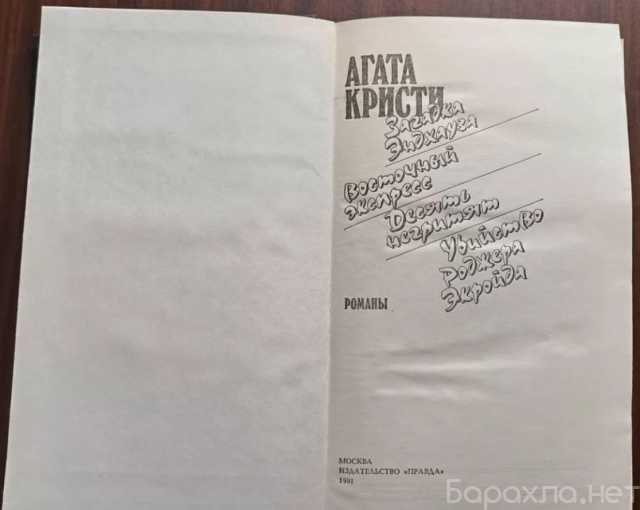 АГАТА
КРИСТИ
Загадка
Эндхауза
Восточный
экспресс
Десять
негритят
Убийство
Роджера
Экройда
РОМАНЫ
МОСКВА
ИЗДАТЕЛЬСТВО «ПРАВДА»
1991
Барахла.нет